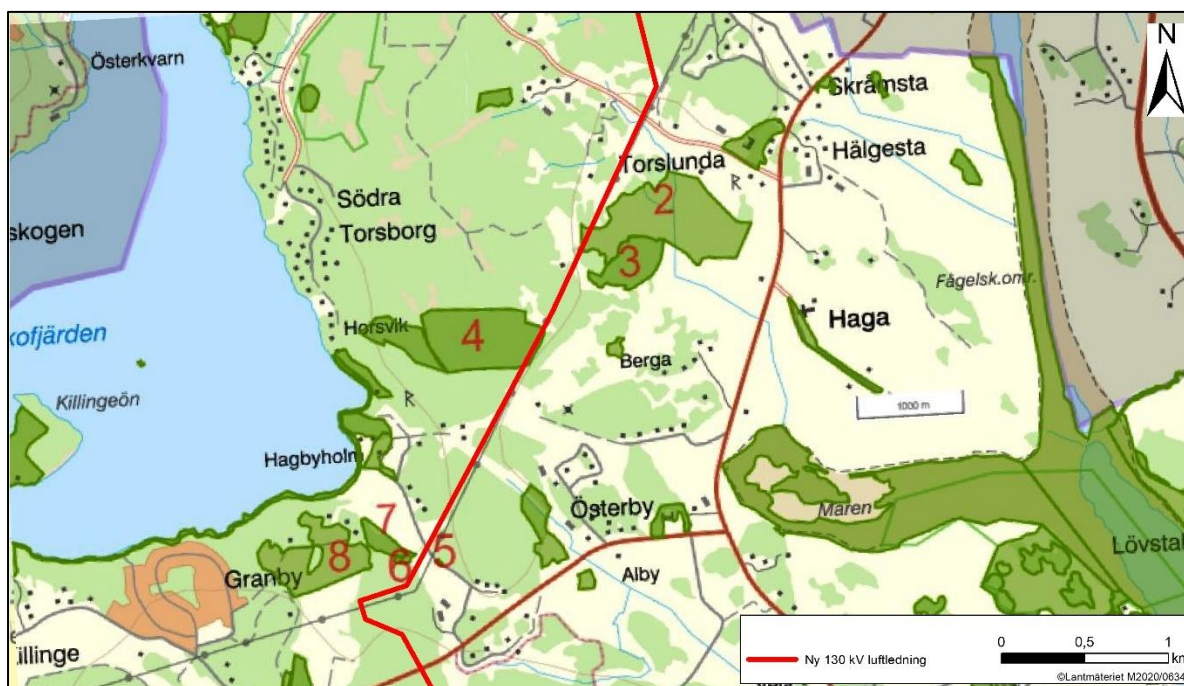 Österkvarn
N
Skråmsta
Hälgesta
Torslunda
R
Södra
Torsborg
skogen
2
3
Fågelsk.omr.
Haga
kofjärden
Horsvik
4
Berga
Killingeön
1000 m
R
Hagbyholm
Österby
Maren
7
5
6
8
Granby
Alby
Lövstal
illinge
Ny 130 kV luftledning
0 0,5 1
km
©Lantmäteriet M2020/0634